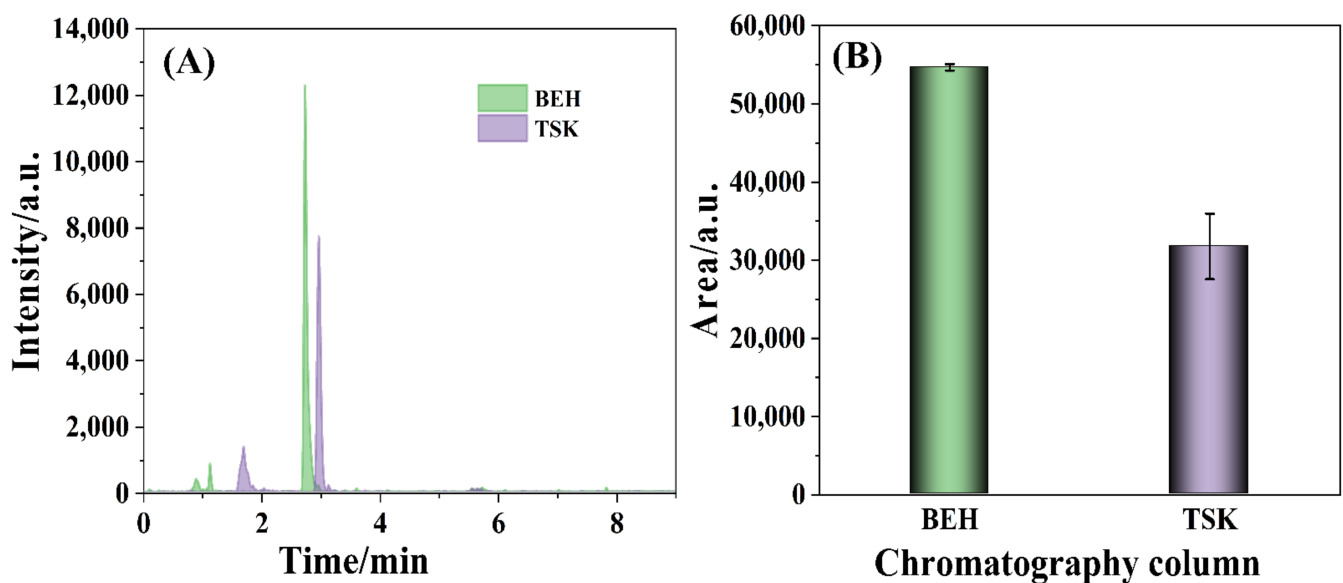 (A)
14,000
12,000
10,000
8,000
6,000
4,000
2,000
0
Intensity/a.u.
BEH
TSK
0 2 4 6 8
Time/min
(B)
60,000
50,000
40,000
30,000
20,000
10,000
0
Area/a.u.
BEH TSK
Chromatography column